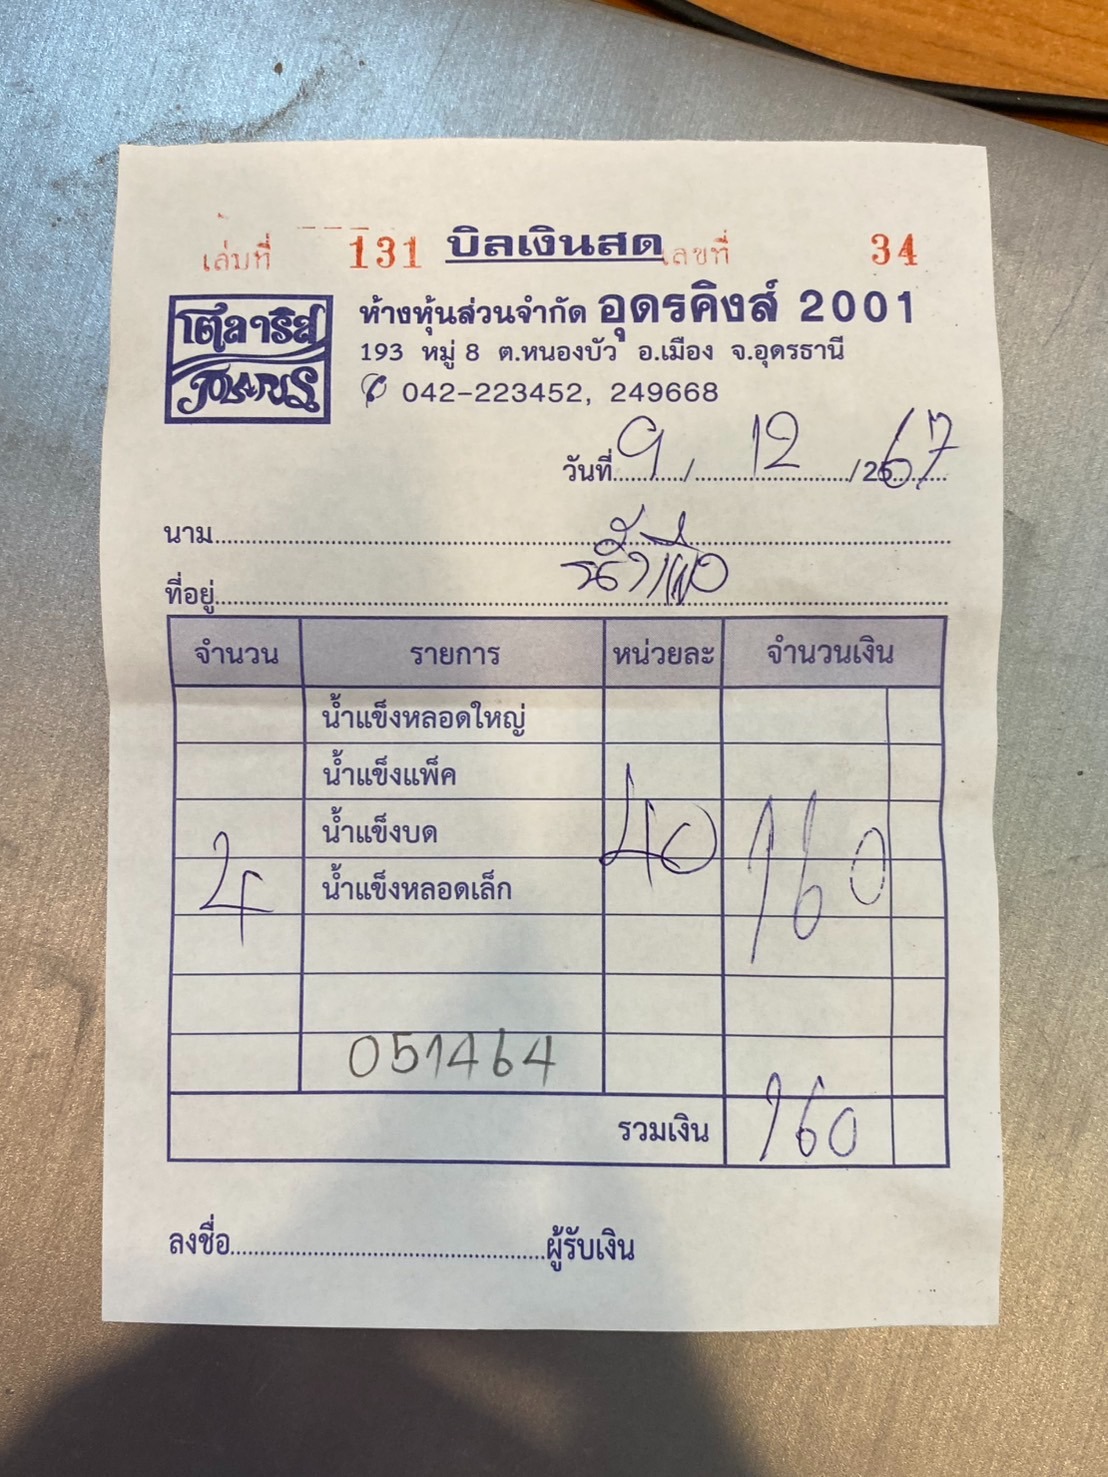 เล่มที่ 131 บิลเงินสด เลขที่ 34
โตลาริส
POLARIS
ห้างหุ้นส่วนจำกัด อุดรคิงส์ 2001
193 หมู่ 8 ต.หนองบัว อ.เมือง จ.อุดรธานี
042-223452, 249668
วันที่ 9 / 12 / 2567
นาม
ที่อยู่
จำนวน รายการ หน่วยละ จำนวนเงิน
น้ำแข็งหลอดใหญ่
น้ำแข็งแพ็ค
น้ำแข็งบด
4 น้ำแข็งหลอดเล็ก 40 160
051464
รวมเงิน 160
ลงชื่อ ผู้รับเงิน